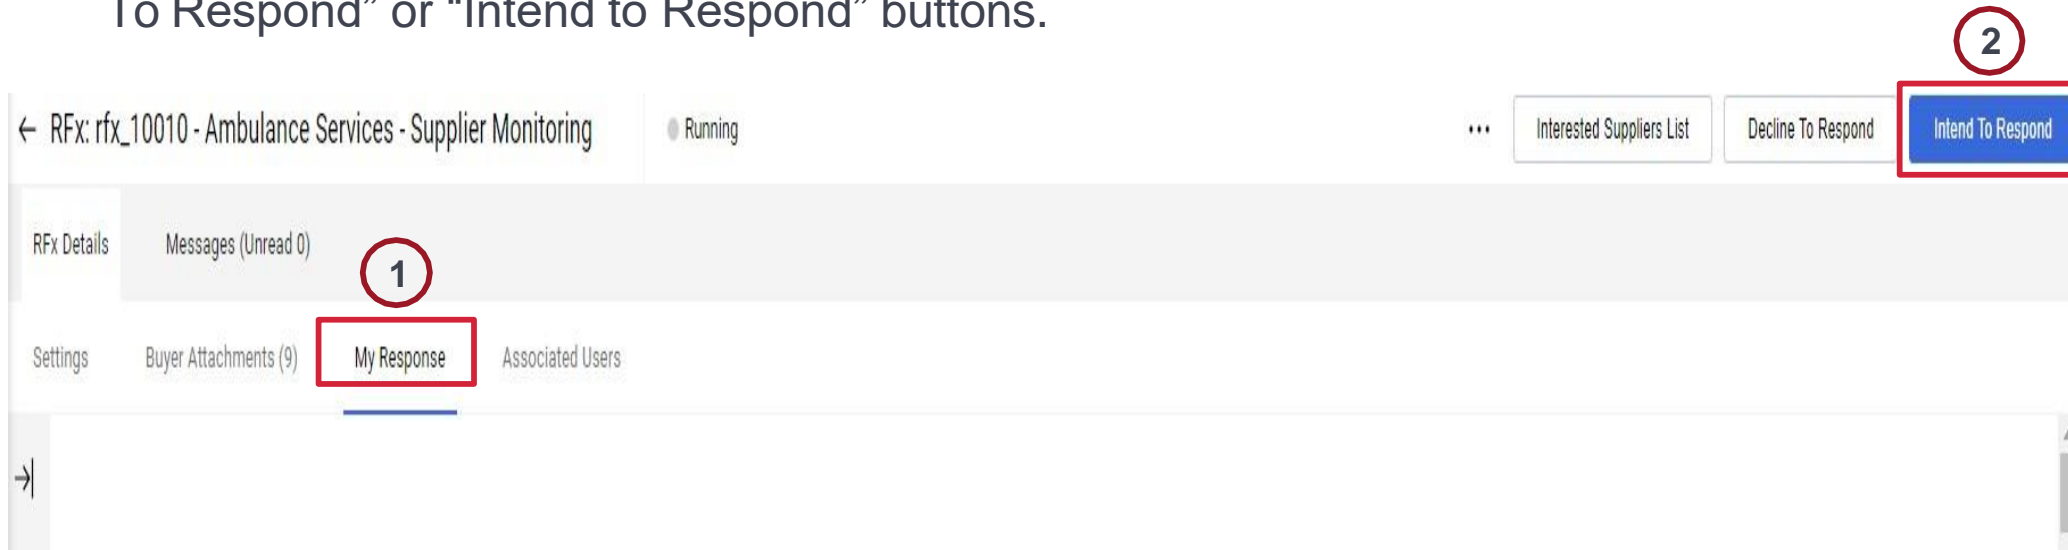 To Respond” or “Intend to Respond” buttons.
2
← RFx: rfx_10010 - Ambulance Services - Supplier Monitoring Running ... Interested Suppliers List Decline To Respond Intend To Respond
RFx Details Messages (Unread 0)
1
Settings Buyer Attachments (9) My Response Associated Users